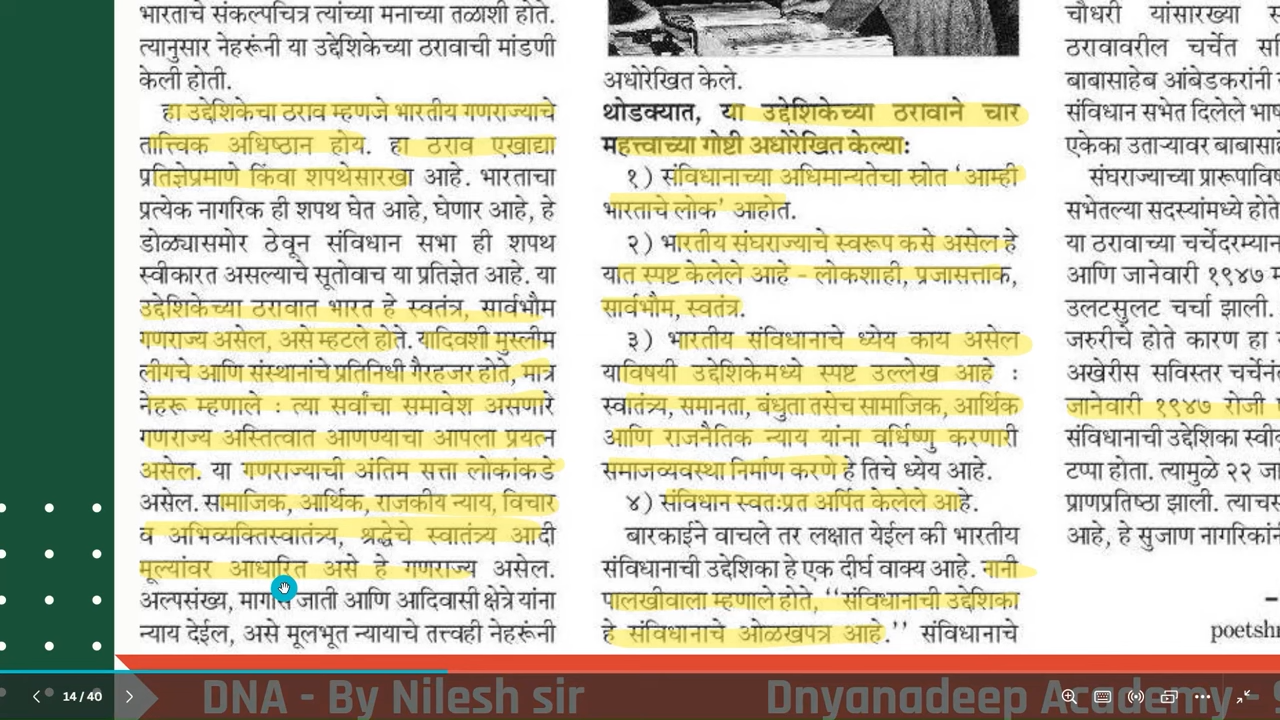 भारताचे संकल्पचित्र त्यांच्या मनाच्या तळाशी होते.
त्यानुसार नेहरूंनी या उद्देशिकेच्या ठरावाची मांडणी
केली होती.
हा उद्देशिकेचा ठराव म्हणजे भारतीय गणराज्याचे
तात्त्विक अधिष्ठान होय. हा ठराव एखाद्या
प्रतिज्ञेप्रमाणे किंवा शपथेसारखा आहे. भारताचा
प्रत्येक नागरिक ही शपथ घेत आहे, घेणार आहे, हे
डोळ्यासमोर ठेवून संविधान सभा ही शपथ
स्वीकारत असल्याचे सूतोवाच या प्रतिज्ञेत आहे. या
उद्देशिकेच्या ठरावात भारत हे स्वतंत्र, सार्वभौम
गणराज्य असेल, असे म्हटले होते. यादिवशी मुस्लीम
लीगचे आणि संस्थानांचे प्रतिनिधी गैरहजर होते, मात्र
नेहरू म्हणाले : त्या सर्वांचा समावेश असणारे
गणराज्य अस्तित्वात आणण्याचा आपला प्रयत्न
असेल. या गणराज्याची अंतिम सत्ता लोकांकडे
असेल. सामाजिक, आर्थिक, राजकीय न्याय, विचार
व अभिव्यक्तिस्वातंत्र्य, श्रद्धेचे स्वातंत्र्य आदी
मूल्यांवर आधारित असे हे गणराज्य असेल.
अल्पसंख्य, मागास जाती आणि आदिवासी क्षेत्रे यांना
न्याय देईल, असे मूलभूत न्यायाचे तत्त्वही नेहरूंनी
अधोरेखित केले.
थोडक्यात, या उद्देशिकेच्या ठरावाने चार
महत्त्वाच्या गोष्टी अधोरेखित केल्या:
१) संविधानाच्या अधिमान्यतेचा स्रोत ‘आम्ही
भारताचे लोक’ आहोत.
२) भारतीय संघराज्याचे स्वरूप कसे असेल हे
यात स्पष्ट केलेले आहे - लोकशाही, प्रजासत्ताक,
सार्वभौम, स्वतंत्र.
३) भारतीय संविधानाचे ध्येय काय असेल
याविषयी उद्देशिकेमध्ये स्पष्ट उल्लेख आहे :
स्वातंत्र्य, समानता, बंधुता तसेच सामाजिक, आर्थिक
आणि राजनैतिक न्याय यांना वर्धिष्णु करणारी
समाजव्यवस्था निर्माण करणे हे तिचे ध्येय आहे.
४) संविधान स्वतःप्रत अर्पित केलेले आहे.
बारकाईने वाचले तर लक्षात येईल की भारतीय
संविधानाची उद्देशिका हे एक दीर्घ वाक्य आहे. नानी
पालखीवाला म्हणाले होते, ‘‘संविधानाची उद्देशिका
हे संविधानाचे ओळखपत्र आहे.’’ संविधानाचे
चौधरी यांसारख्या
ठरावावरील चर्चेत
बाबासाहेब आंबेडकरांनी
संविधान सभेत दिलेले
एकेका उताऱ्यावर
संघराज्याच्या
सभेतल्या सदस्यांमध्ये
या ठरावाच्या
आणि जानेवारी १९४७
उलटसुलट चर्चा झाली.
जरुरीचे होते कारण हा
अखेरीस सविस्तर
जानेवारी १९४७ रोजी
संविधानाची उद्देशिका
टप्पा होता. त्यामुळे २२
प्राणप्रतिष्ठा झाली.
आहे, हे सुजाण
–
poetshr
14 / 40
DNA - By Nilesh sir
Dnyanadeep Academy - S